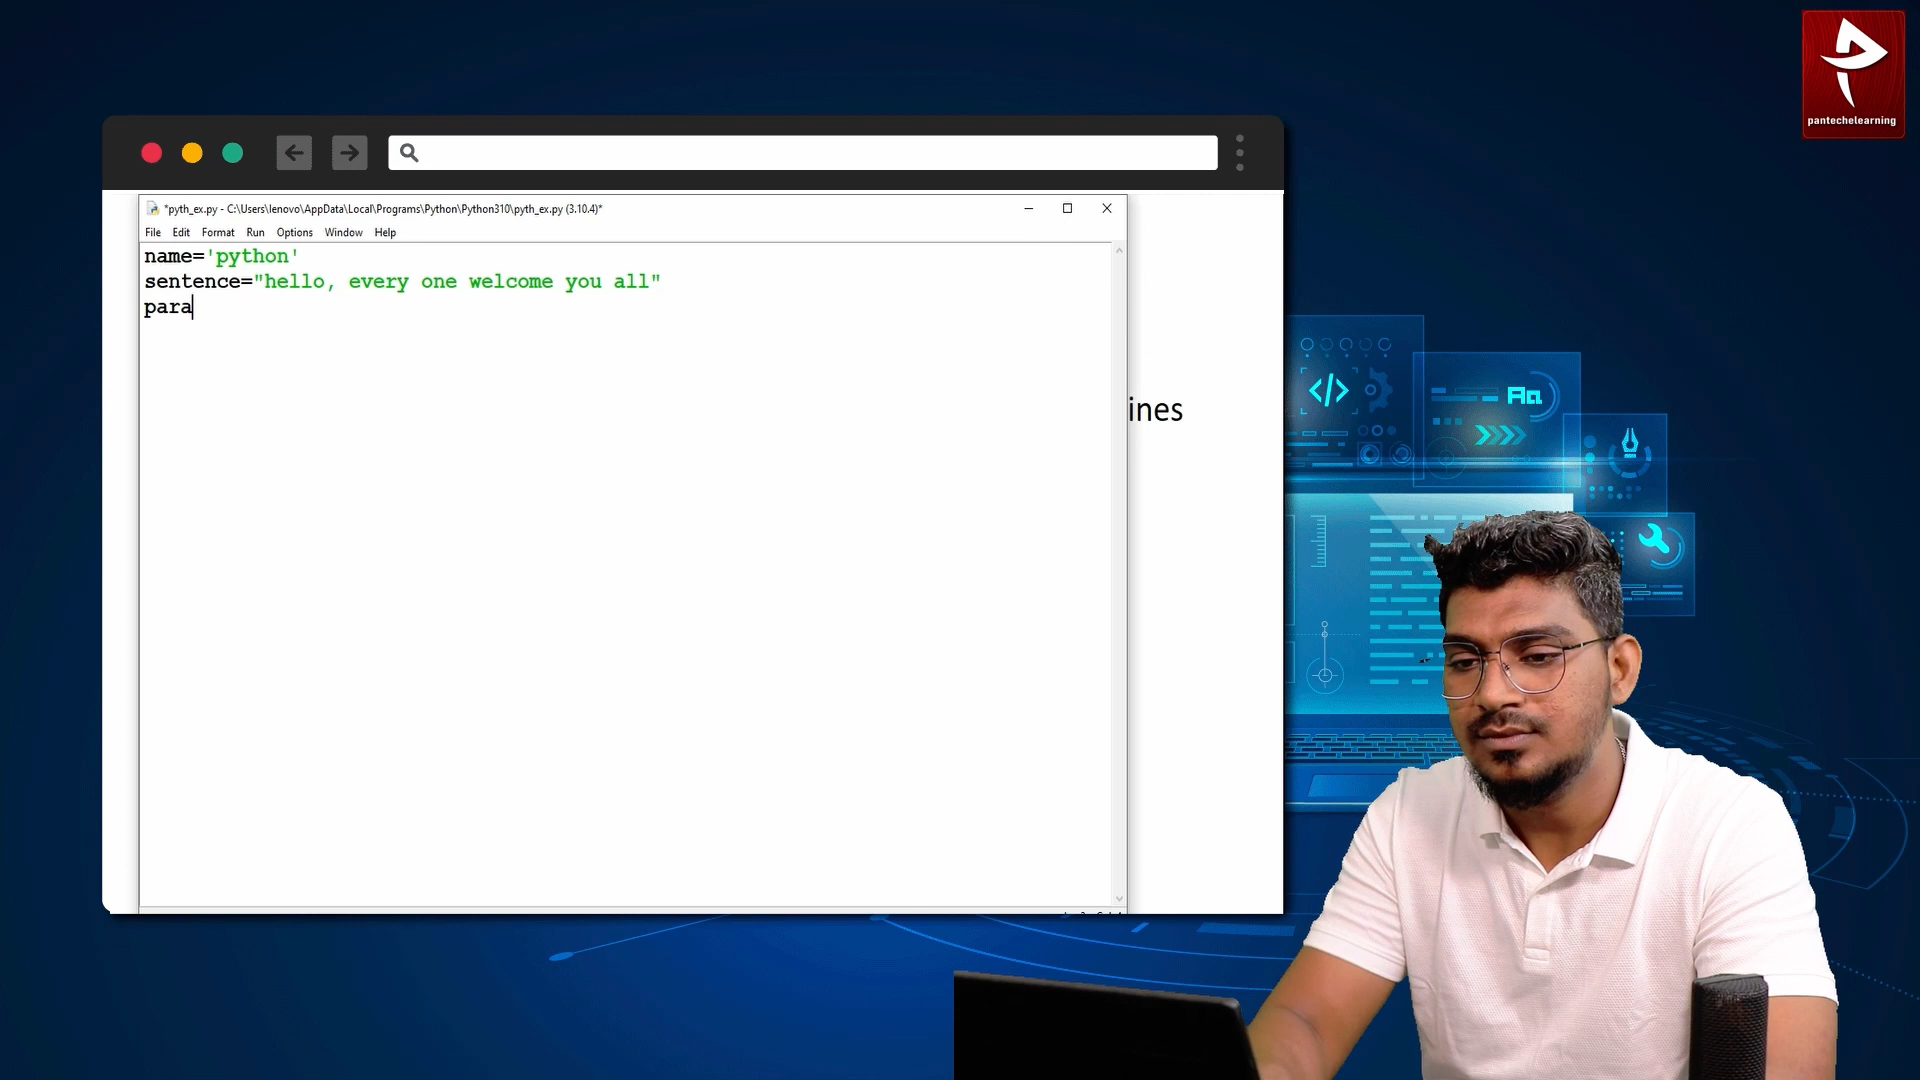 pantechelearning
*pyth_ex.py - C:\Users\lenovo\AppData\Local\Programs\Python\Python310\pyth_ex.py (3.10.4)*
File Edit Format Run Options Window Help
name='python'
sentence="hello, every one welcome you all"
para
ines
Aa